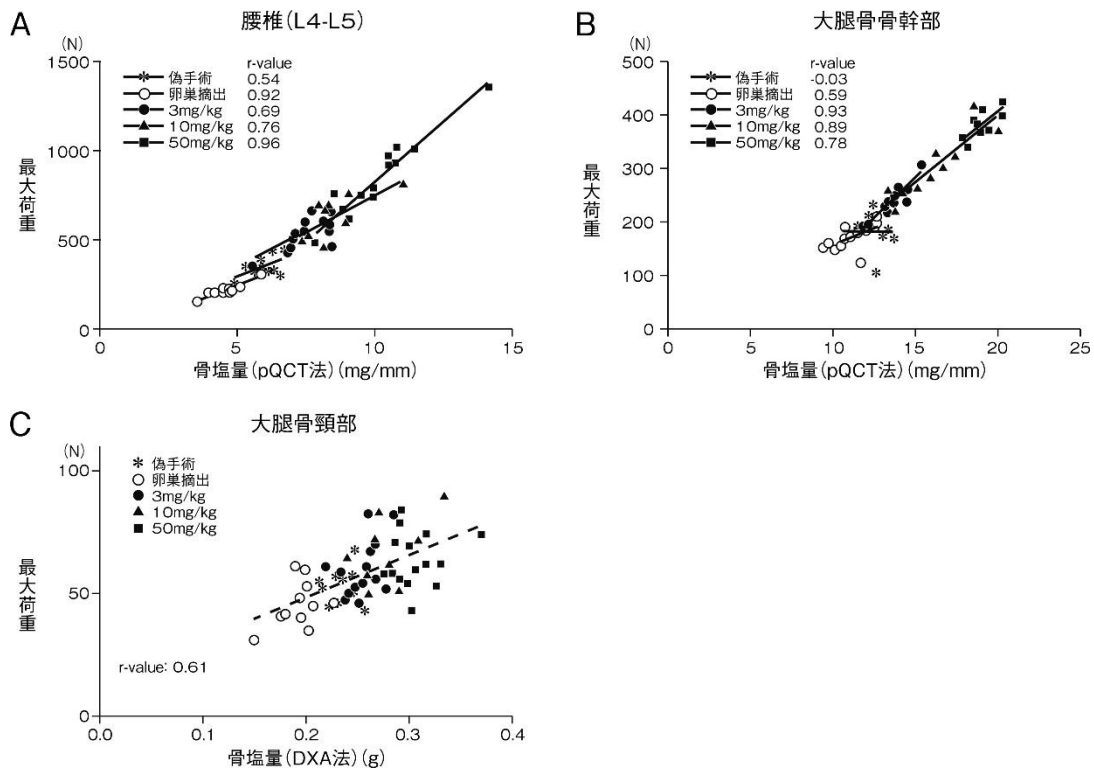 A
腰椎(L4-L5)
(N)
1500
1000
500
0
最大荷重
r-value
偽手術 0.54
卵巣摘出 0.92
3mg/kg 0.69
10mg/kg 0.76
50mg/kg 0.96
0 5 10 15
骨塩量(pQCT法)(mg/mm)
B
大腿骨骨幹部
(N)
500
400
300
200
100
0
最大荷重
r-value
偽手術 -0.03
卵巣摘出 0.59
3mg/kg 0.93
10mg/kg 0.89
50mg/kg 0.78
0 5 10 15 20 25
骨塩量(pQCT法)(mg/mm)
C
大腿骨頸部
(N)
100
50
0
最大荷重
偽手術
卵巣摘出
3mg/kg
10mg/kg
50mg/kg
r-value: 0.61
0.0 0.1 0.2 0.3 0.4
骨塩量(DXA法)(g)